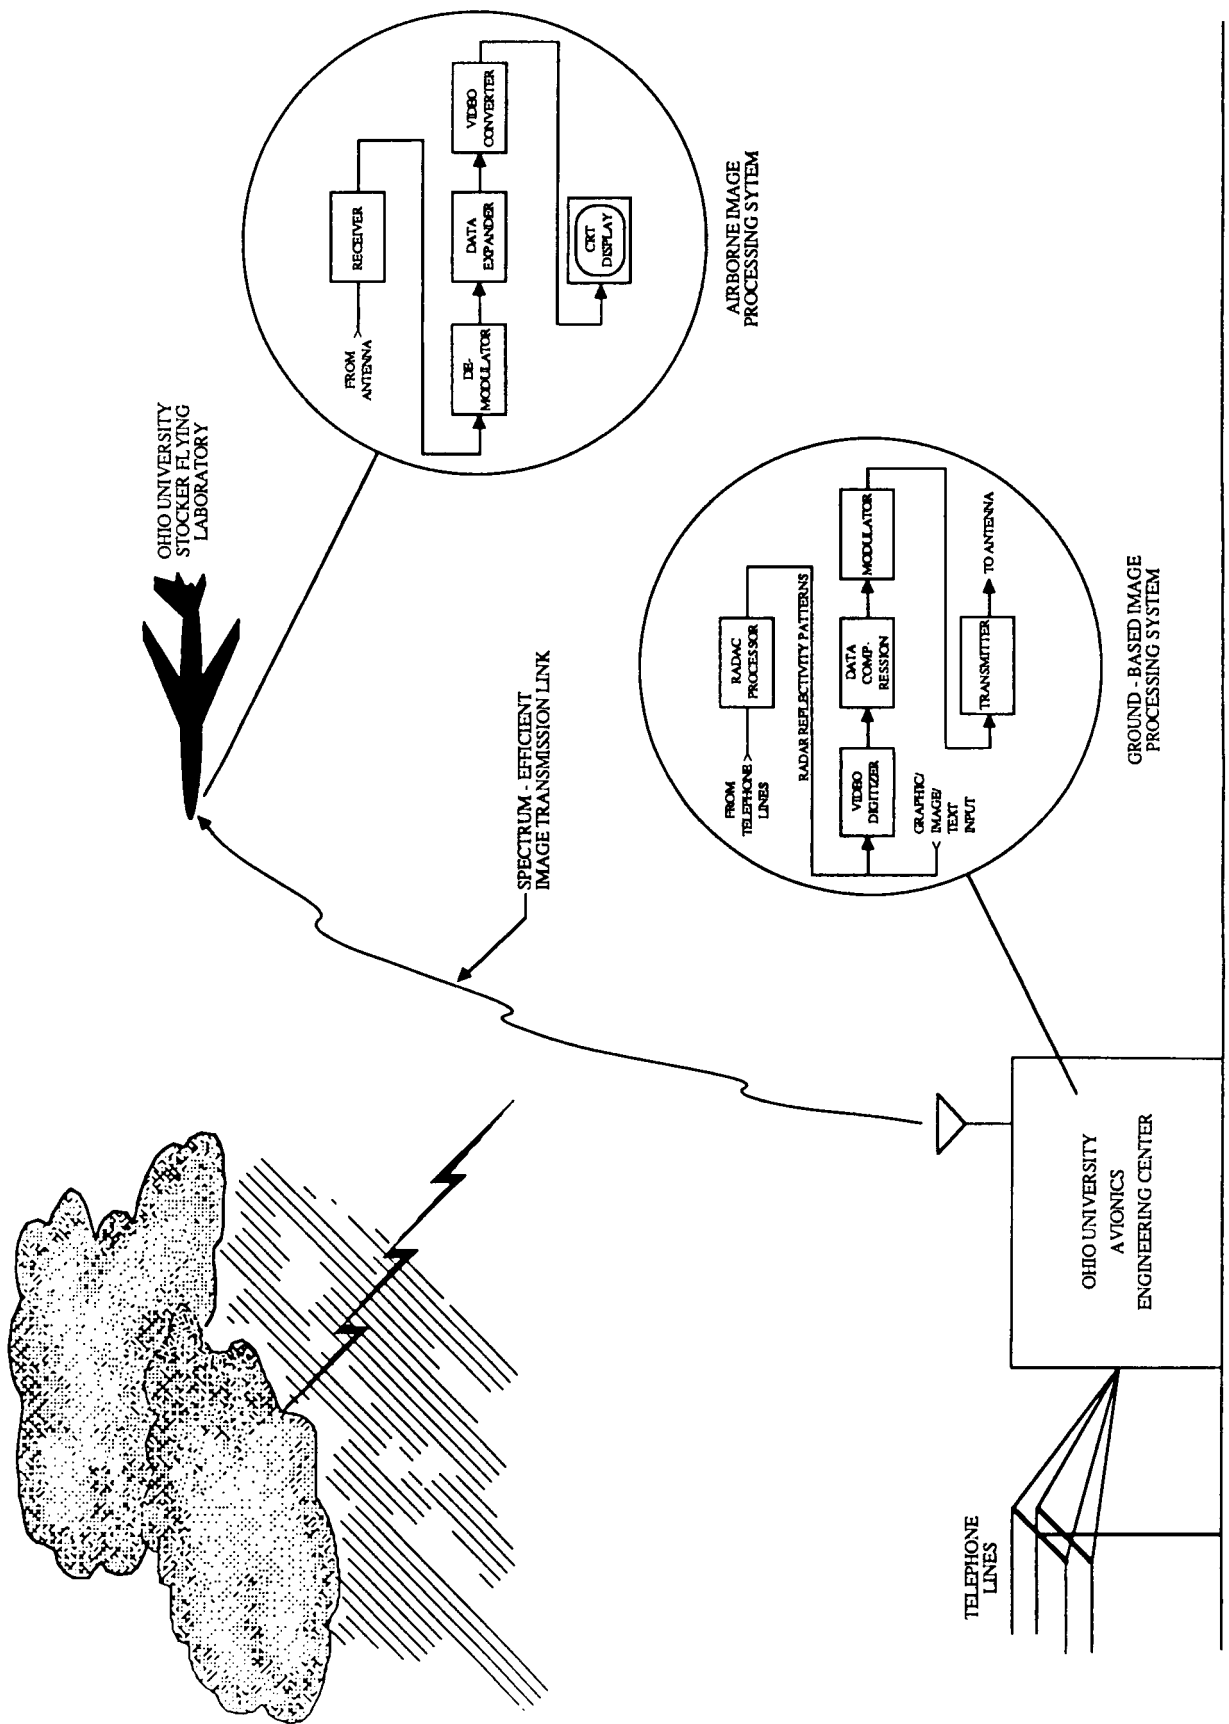 OHIO UNIVERSITY
STOCKER FLYING
LABORATORY
FROM
ANTENNA
RECEIVER
DE-
MODULATOR
DATA
EXPANDER
VIDEO
CONVERTER
CRT
DISPLAY
AIRBORNE IMAGE
PROCESSING SYTEM
SPECTRUM - EFFICIENT
IMAGE TRANSMISSION LINK
FROM
TELEPHONE
LINES
RADAC
PROCESSOR
RADAR REFLECTIVITY PATTERNS
VIDEO
DIGITIZER
DATA
COMP-
RESSION
MODULATOR
GRAPHIC/
IMAGE/
TEXT
INPUT
TRANSMITTER
TO ANTENNA
GROUND - BASED IMAGE
PROCESSING SYSTEM
TELEPHONE
LINES
OHIO UNIVERSITY
AVIONICS
ENGINEERING CENTER